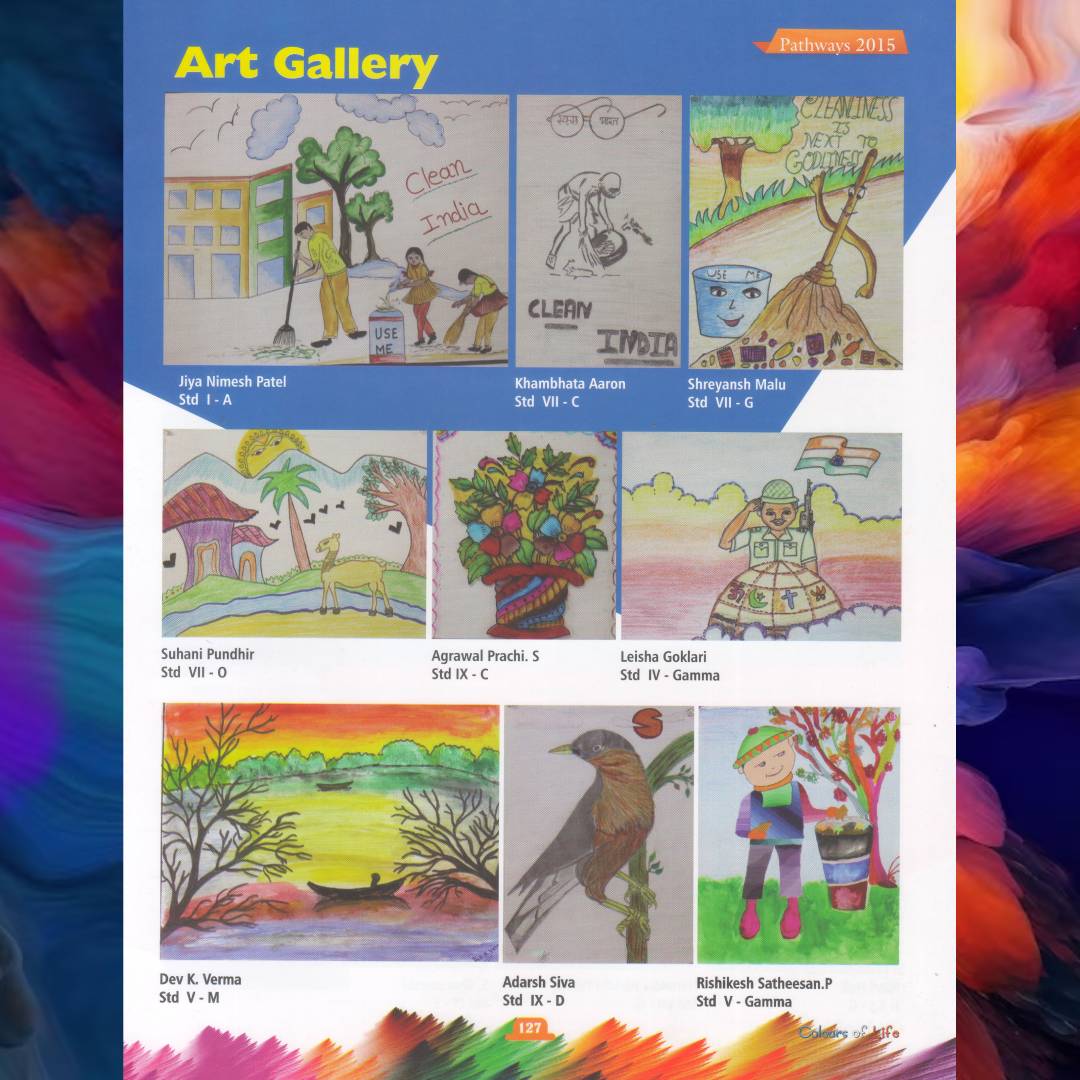 Pathways 2015
Art Gallery
Clean
India
USE
ME
स्वच्छ भारत
CLEAN
INDIA
CLEANLINESS
IS
NEXT TO
GODLINESS
USE ME
Jiya Nimesh Patel
Std I - A
Khambhata Aaron
Std VII - C
Shreyansh Malu
Std VII - G
Suhani Pundhir
Std VII - O
Agrawal Prachi. S
Std IX - C
Leisha Goklari
Std IV - Gamma
S
Dev K. Verma
Std V - M
Adarsh Siva
Std IX - D
Rishikesh Satheesan.P
Std V - Gamma
127
Colours of Life